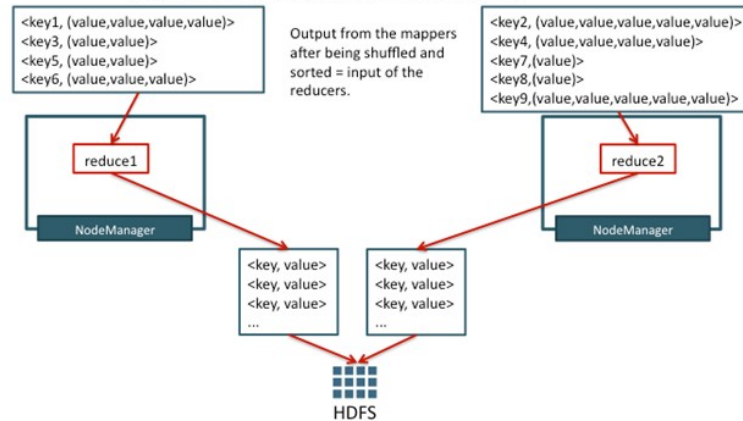 <key1, (value,value,value,value)>
<key3, (value,value)>
<key5, (value,value)>
<key6, (value,value,value)>
Output from the mappers
after being shuffled and
sorted = input of the
reducers.
<key2, (value,value,value,value,value)>
<key4, (value,value,value,value)>
<key7,(value)>
<key8,(value)>
<key9,(value,value,value,value,value)>
reduce1
NodeManager
reduce2
NodeManager
<key, value>
<key, value>
<key, value>
...
<key, value>
<key, value>
<key, value>
...
HDFS